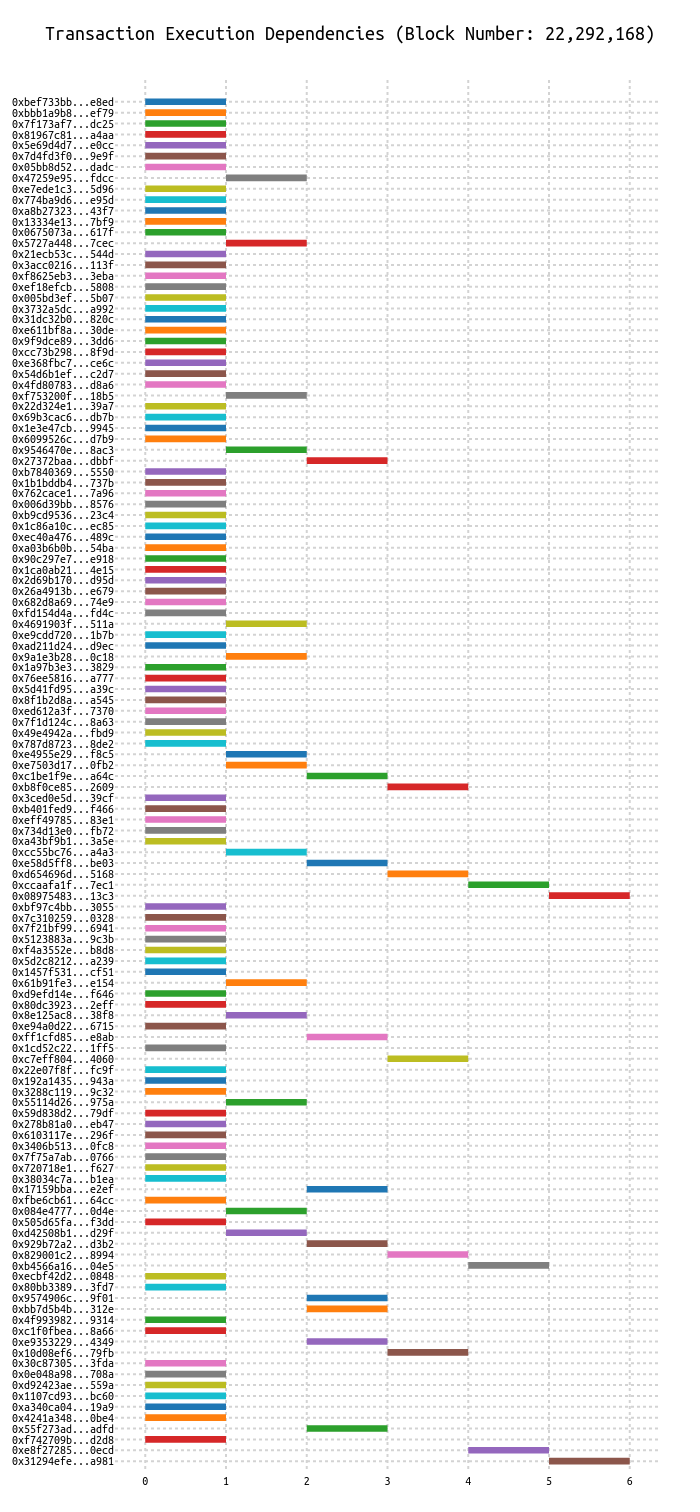 Transaction Execution Dependencies (Block Number: 22,292,168)
0xbef733bb...e8ed
0xbbb1a9b8...ef79
0x7f173af7...dc25
0x81967c81...a4aa
0x5e69d4d7...e0cc
0x7d4fd3f0...9e9f
0x05bb8d52...dadc
0x47259e95...fdcc
0xe7ede1c3...5d96
0x774ba9d6...e95d
0xa8b27323...43f7
0x13334e13...7bf9
0x0675073a...617f
0x5727a448...7cec
0x21ecb53c...544d
0x3acc0216...113f
0xf8625eb3...3eba
0xef18efcb...5808
0x005bd3ef...5b07
0x3732a5dc...a992
0x31dc32b0...820c
0xe611bf8a...30de
0x9f9dce89...3dd6
0xcc73b298...8f9d
0xe368fbc7...ce6c
0x54d6b1ef...c2d7
0x4fd80783...d8a6
0xf753200f...18b5
0x22d324e1...39a7
0x69b3cac6...db7b
0x1e3e47cb...9945
0x6099526c...d7b9
0x9546470e...8ac3
0x27372baa...dbbf
0xb7840369...5550
0x1b1bddb4...737b
0x762cace1...7a96
0x006d39bb...8576
0xb9cd9536...23c4
0x1c86a10c...ec85
0xec40a476...489c
0xa03b6b0b...54ba
0x90c297e7...e918
0x1ca0ab21...4e15
0x2d69b170...d95d
0x26a4913b...e679
0x682d8a69...74e9
0xfd154d4a...fd4c
0x4691903f...511a
0xe9cdd720...1b7b
0xad211d24...d9ec
0x9a1e3b28...0c18
0x1a97b3e3...3829
0x76ee5816...a777
0x5d41fd95...a39c
0x8f1b2d8a...a545
0xed612a3f...7370
0x7f1d124c...8a63
0x49e4942a...fbd9
0x787d8723...8de2
0xe4955e29...f8c5
0xe7503d17...0fb2
0xc1be1f9e...a64c
0xb8f0ce85...2609
0x3ced0e5d...39cf
0xb401fed9...f466
0xeff49785...83e1
0x734d13e0...fb72
0xa43bf9b1...3a5e
0xcc55bc76...a4a3
0xe58d5ff8...be03
0xd654696d...5168
0xccaafa1f...7ec1
0x08975483...13c3
0xbf97c4bb...3055
0x7c310259...0328
0x7f21bf99...6941
0x5123883a...9c3b
0xf4a3552e...b8d8
0x5d2c8212...a239
0x1457f531...cf51
0x61b91fe3...e154
0xd9efd14e...f646
0x80dc3923...2eff
0x8e125ac8...38f8
0xe94a0d22...6715
0xff1cfd85...e8ab
0x1cd52c22...1ff5
0xc7eff804...4060
0x22e07f8f...fc9f
0x192a1435...943a
0x3288c119...9c32
0x55114d26...975a
0x59d838d2...79df
0x278b81a0...eb47
0x6103117e...296f
0x3406b513...0fc8
0x7f75a7ab...0766
0x720718e1...f627
0x38034c7a...b1ea
0x17159bba...e2ef
0xfbe6cb61...64cc
0x084e4777...0d4e
0x505d65fa...f3dd
0xd42508b1...d29f
0x929b72a2...d3b2
0x829001c2...8994
0xb4566a16...04e5
0xecbf42d2...0848
0x80bb3389...3fd7
0x9574906c...9f01
0xbb7d5b4b...312e
0x4f993982...9314
0xc1f0fbea...8a66
0xe9353229...4349
0x10d08ef6...79fb
0x30c87305...3fda
0x0e048a98...708a
0xd92423ae...559a
0x1107cd93...bc60
0xa340ca04...19a9
0x4241a348...0be4
0x55f273ad...adfd
0xf742709b...d2d8
0xe8f27285...0ecd
0x31294efe...a981
0 1 2 3 4 5 6